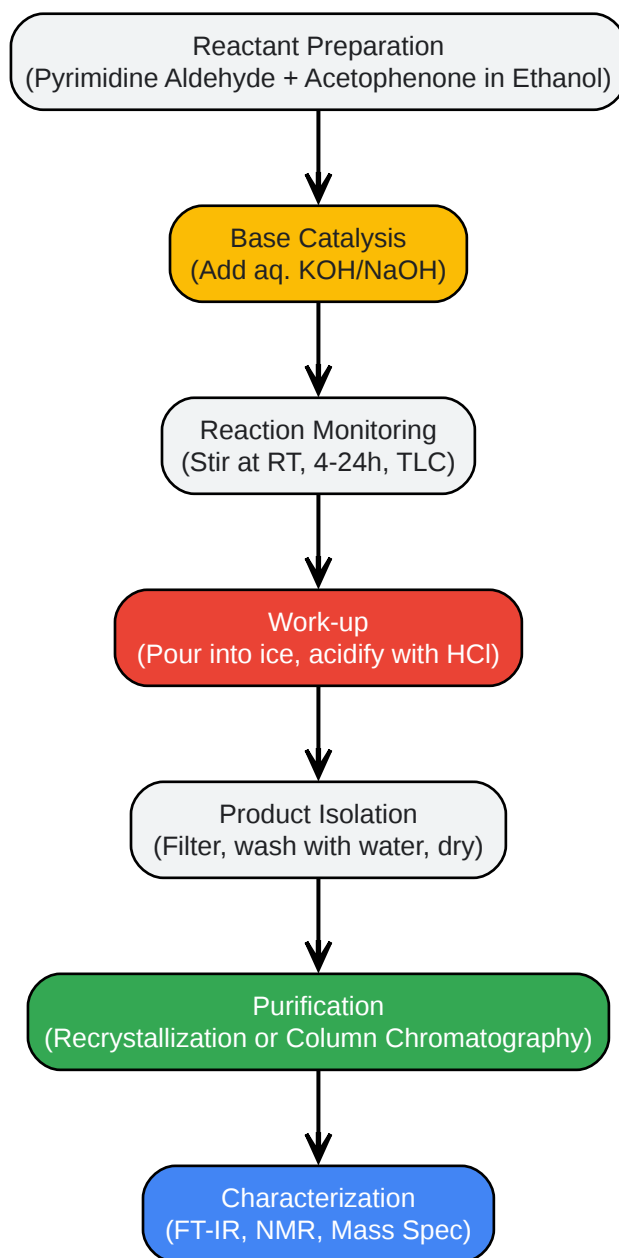 Reactant Preparation
(Pyrimidine Aldehyde + Acetophenone in Ethanol)
Base Catalysis
(Add aq. KOH/NaOH)
Reaction Monitoring
(Stir at RT, 4-24h, TLC)
Work-up
(Pour into ice, acidify with HCl)
Product Isolation
(Filter, wash with water, dry)
Purification
(Recrystallization or Column Chromatography)
Characterization
(FT-IR, NMR, Mass Spec)